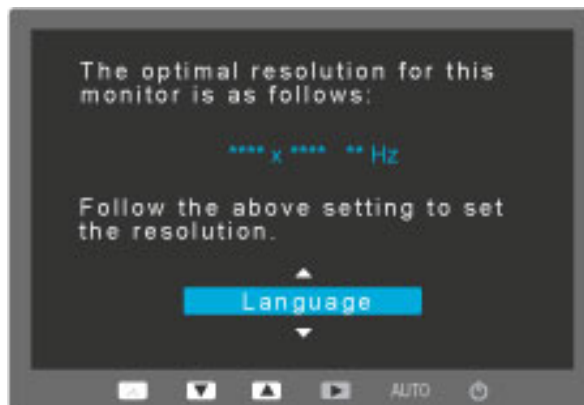 The optimal resolution for this
monitor is as follows:
**** x **** ** Hz
Follow the above setting to set
the resolution.
Language
AUTO